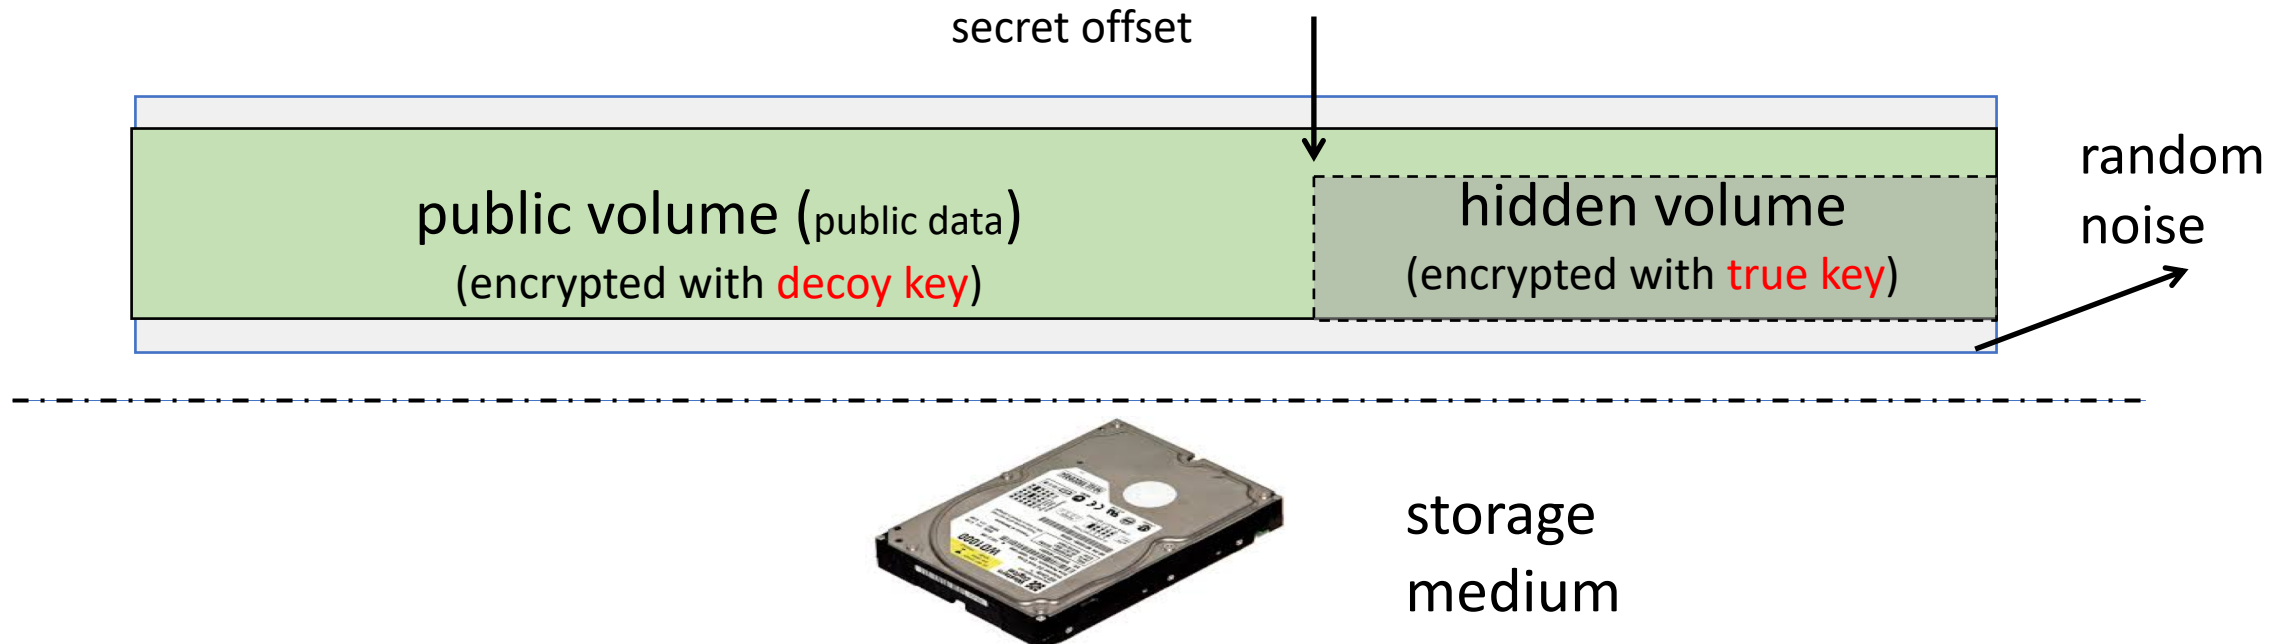 secret offset
public volume (public data)
(encrypted with decoy key)
hidden volume
(encrypted with true key)
random
noise
storage
medium
WD1600